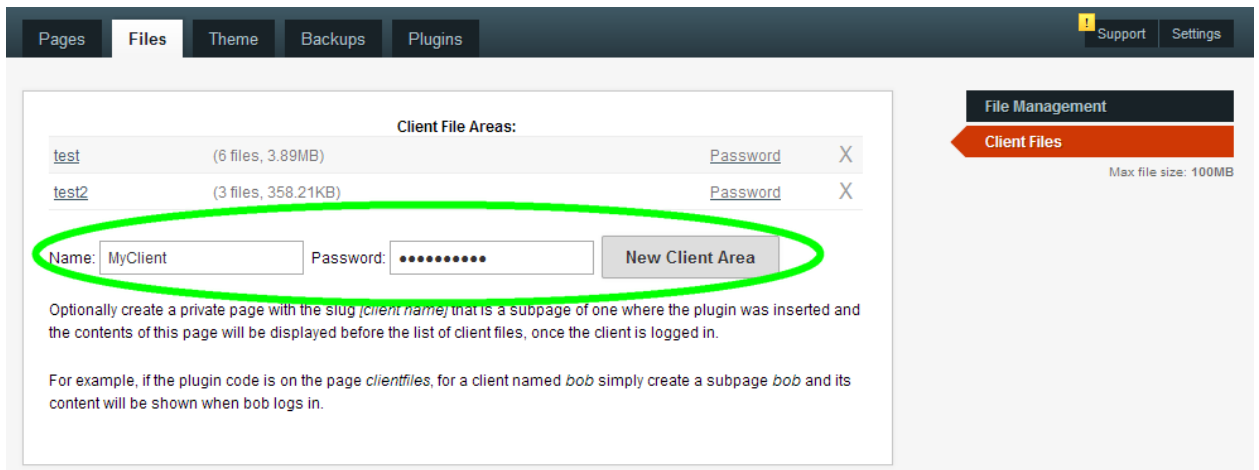 Pages Files Theme Backups Plugins ! Support Settings
File Management
Client Files
Max file size: 100MB
Client File Areas:
test (6 files, 3.89MB) Password X
test2 (3 files, 358.21KB) Password X
Name: MyClient Password: •••••••••• New Client Area
Optionally create a private page with the slug [client name] that is a subpage of one where the plugin was inserted and
the contents of this page will be displayed before the list of client files, once the client is logged in.
For example, if the plugin code is on the page clientfiles, for a client named bob simply create a subpage bob and its
content will be shown when bob logs in.